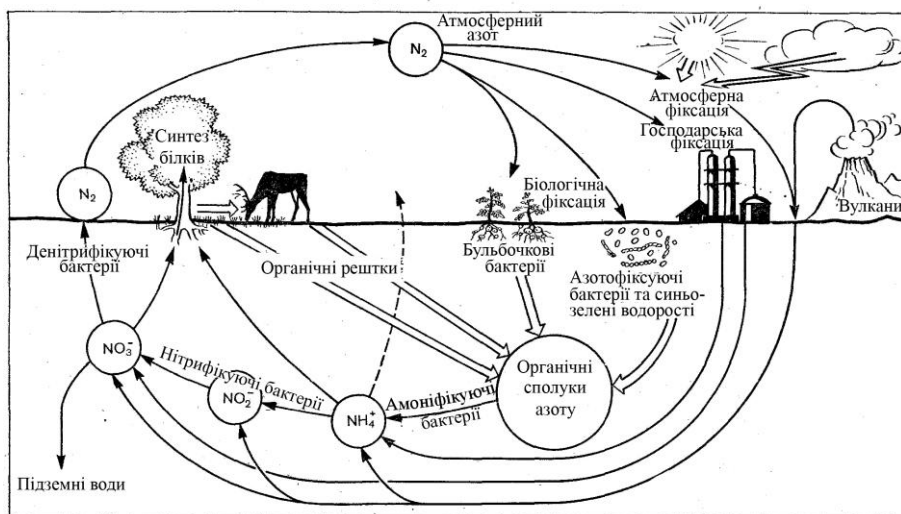 Атмосферний
азот
N₂
N₂
Атмосферна
фіксація
Господарська
фіксація
Синтез
білків
N₂
Біологічна
фіксація
Вулкани
Денітрифікуючі
бактерії
Органічні рештки
Бульбочкові
бактерії
Азотофіксуючі
бактерії та синьо-
зелені водорості
NO₃⁻
Нітрифікуючі бактерії
NO₂⁻
NH₄⁺
Амоніфікуючі
бактерії
Органічні
сполуки
азоту
Підземні води